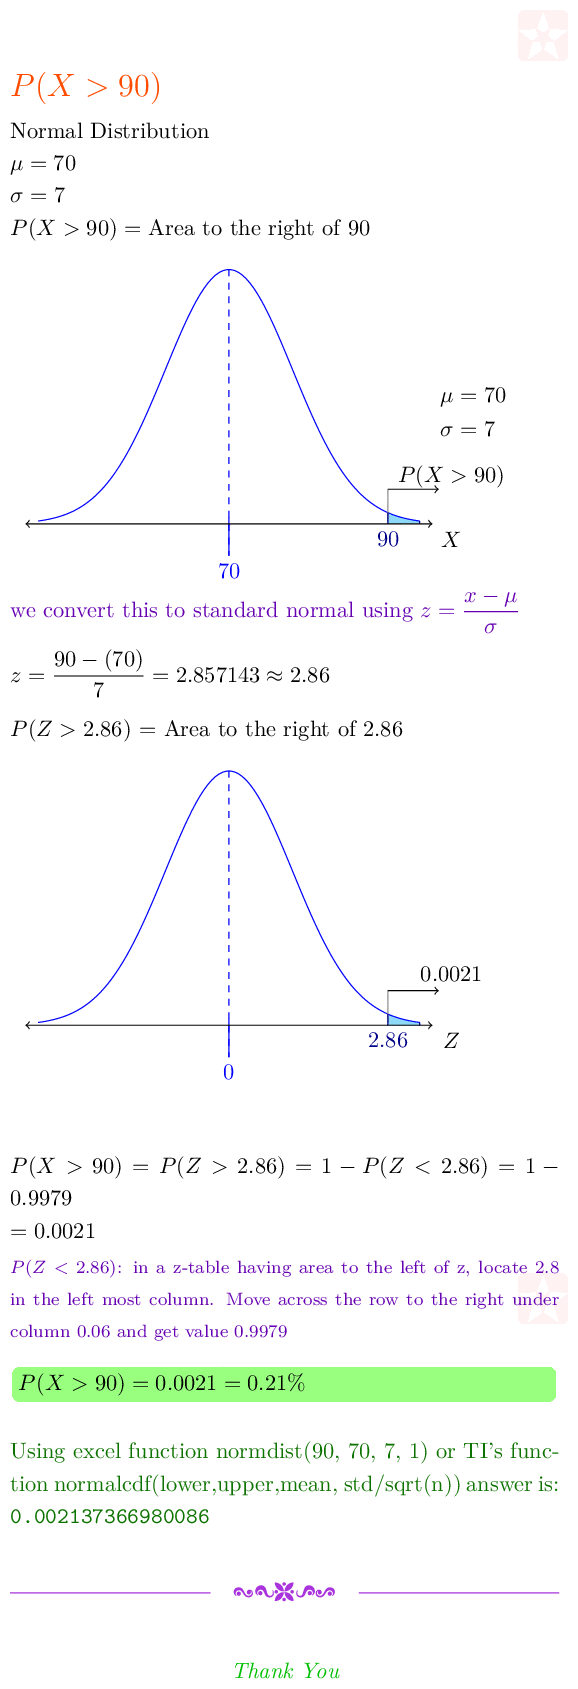 P(X > 90)
Normal Distribution
μ = 70
σ = 7
P(X > 90) = Area to the right of 90
μ = 70
σ = 7
P(X > 90)
90
X
70
we convert this to standard normal using z = (x − μ)/σ
z = (90 − (70))/7 = 2.857143 ≈ 2.86
P(Z > 2.86) = Area to the right of 2.86
0.0021
2.86
Z
0
P(X > 90) = P(Z > 2.86) = 1 − P(Z < 2.86) = 1 −
0.9979
= 0.0021
P(Z < 2.86): in a z-table having area to the left of z, locate 2.8
in the left most column. Move across the row to the right under
column 0.06 and get value 0.9979
P(X > 90) = 0.0021 = 0.21%
Using excel function normdist(90, 70, 7, 1) or TI's func-
tion normalcdf(lower,upper,mean, std/sqrt(n)) answer is:
0.002137366980086
Thank You